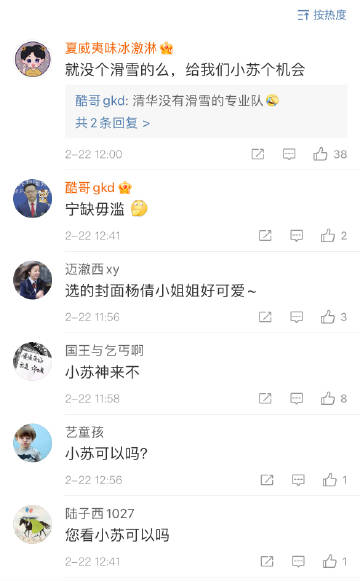 按热度
夏威夷味冰激淋
就没个滑雪的么，给我们小苏个机会
酷哥gkd: 清华没有滑雪的专业队
共2条回复 >
2-22 12:00
38
酷哥gkd
宁缺毋滥
2-22 12:41
2
迈澈西xy
选的封面杨倩小姐姐好可爱~
2-22 11:56
3
国王与乞丐啊
小苏神来不
2-22 11:58
8
艺童孩
小苏可以吗?
2-22 12:56
1
陆子西1027
您看小苏可以吗
2-22 12:41
1